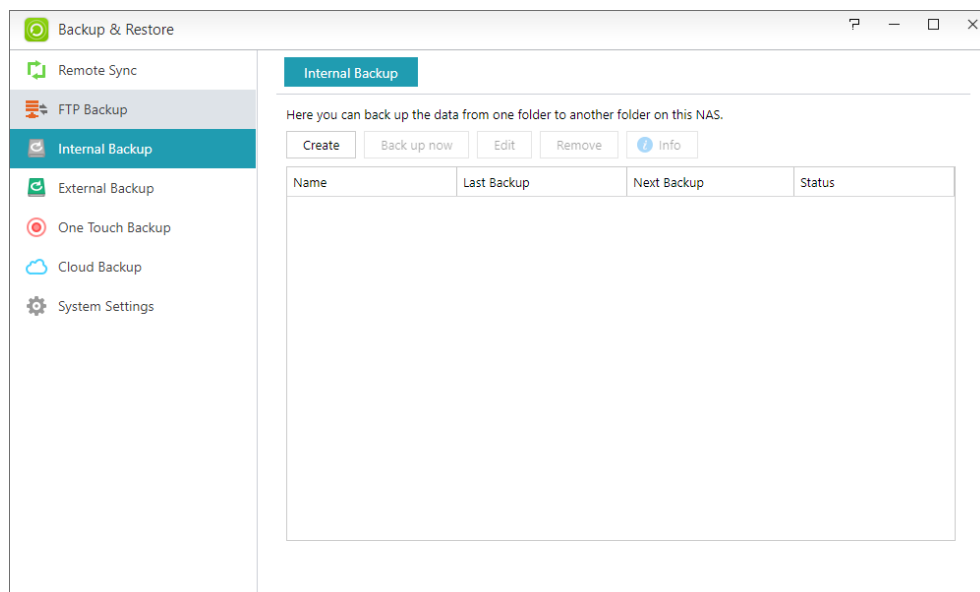 Backup & Restore
?
Remote Sync
FTP Backup
Internal Backup
External Backup
One Touch Backup
Cloud Backup
System Settings
Internal Backup
Here you can back up the data from one folder to another folder on this NAS.
Create Back up now Edit Remove i Info
Name Last Backup Next Backup Status